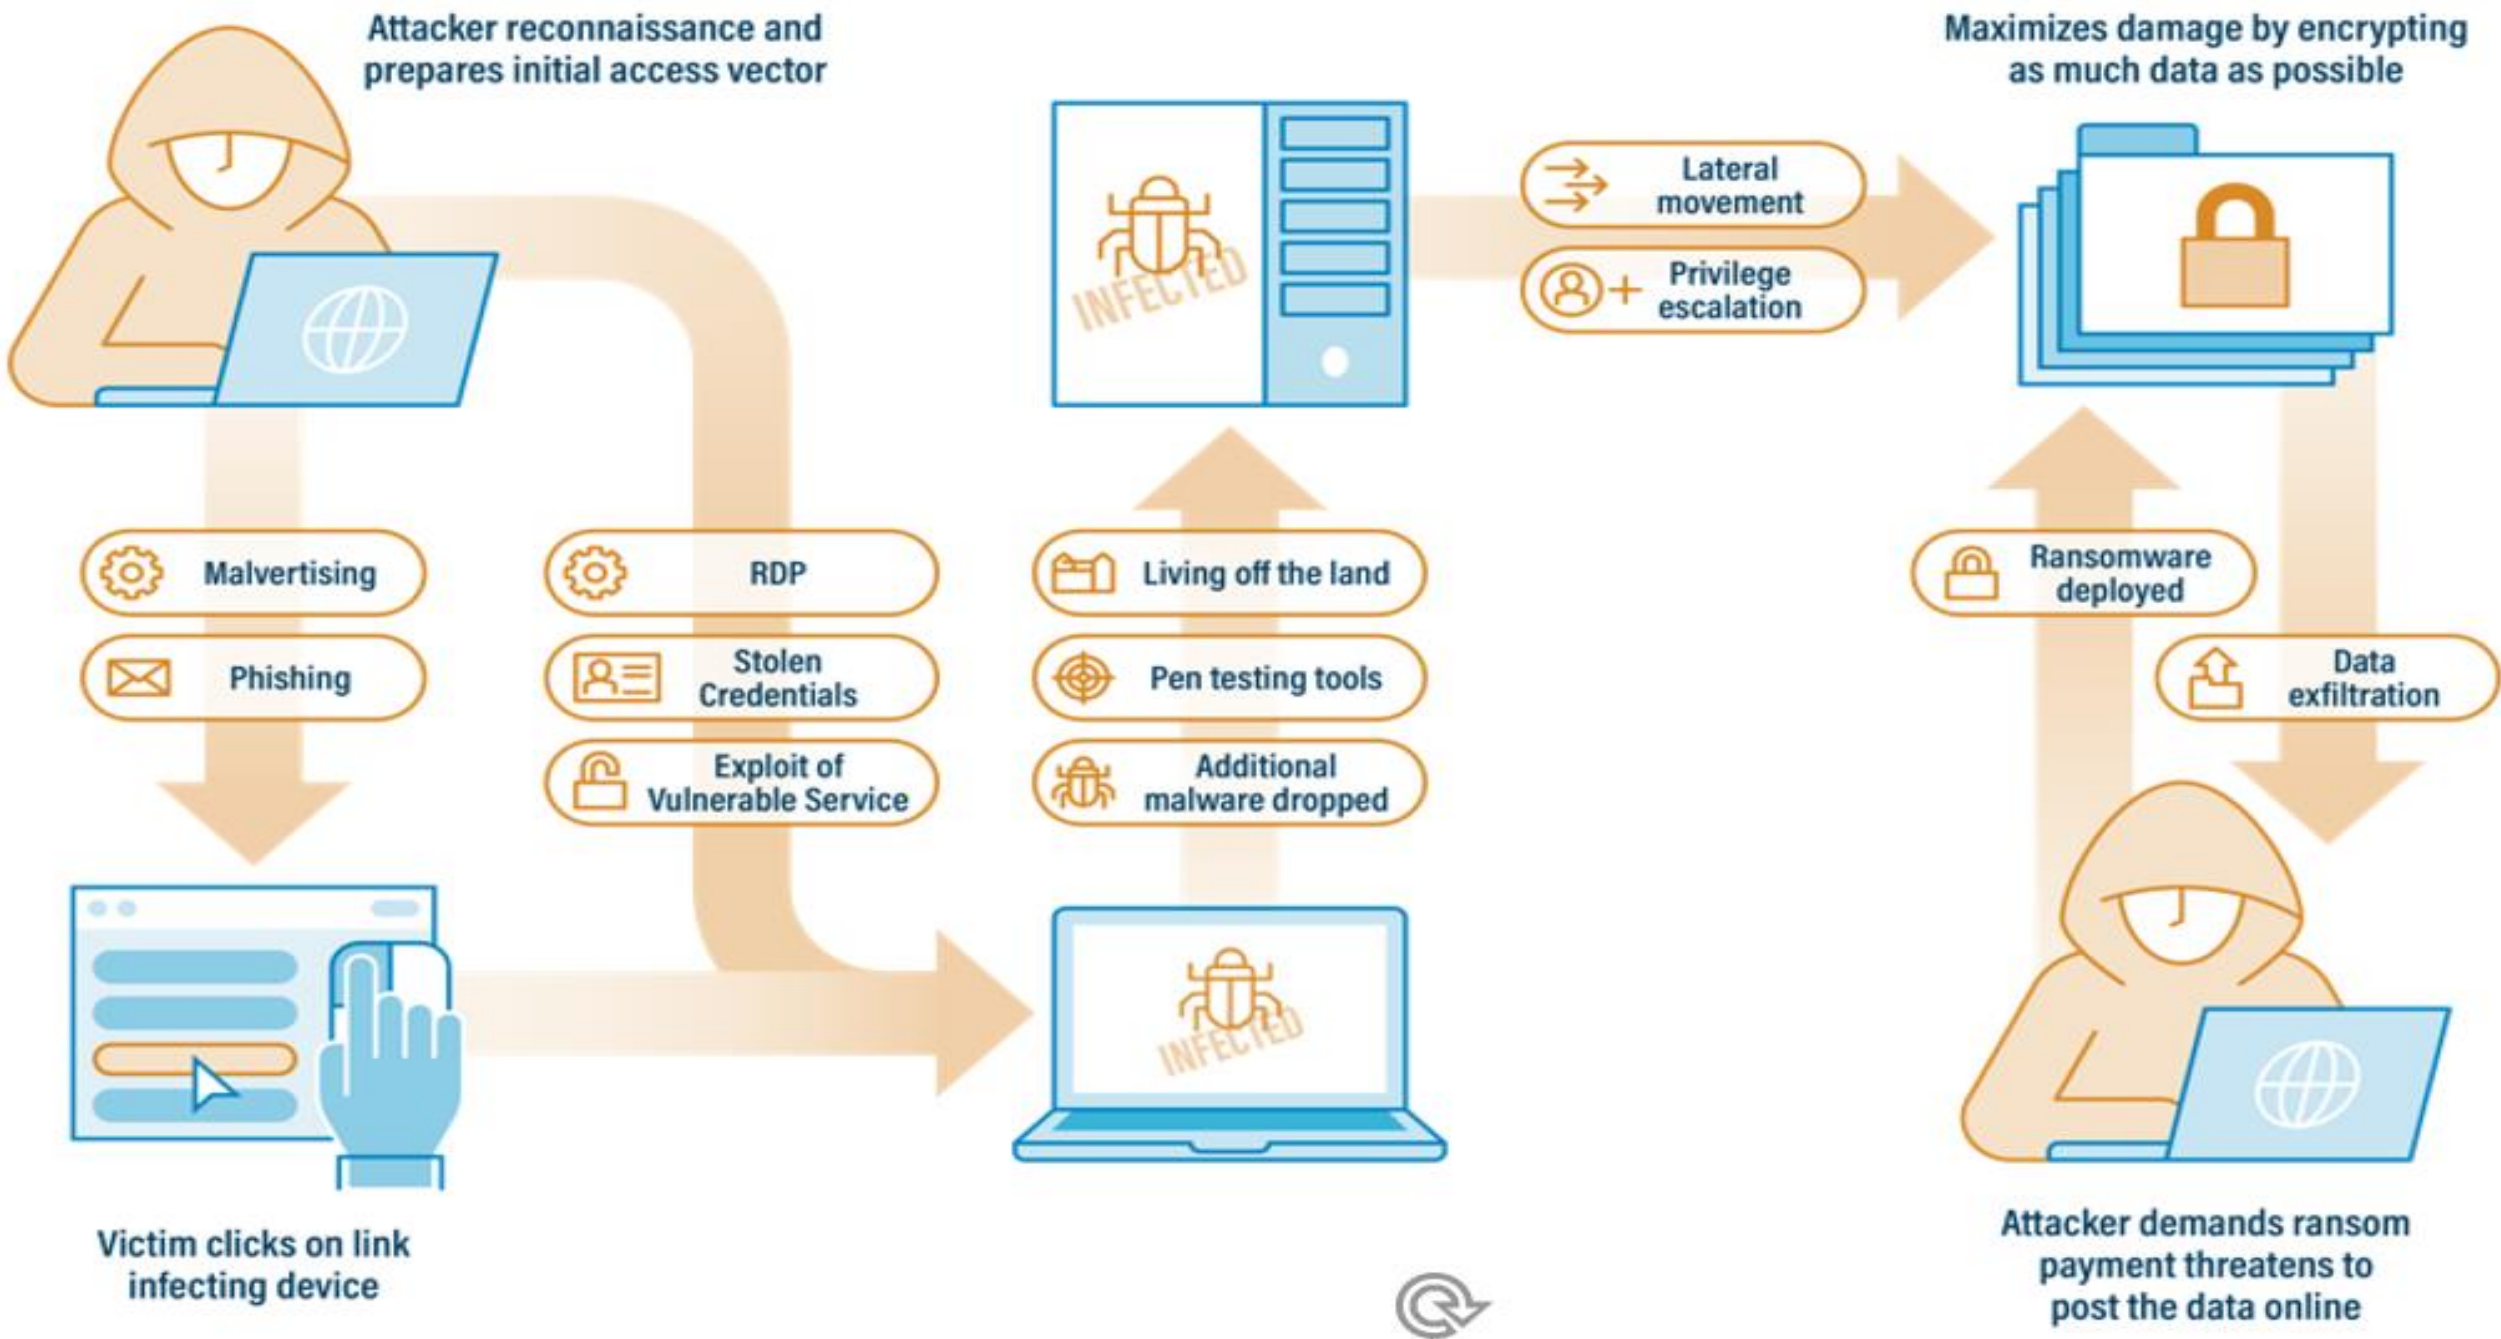 Attacker reconnaissance and
prepares initial access vector
Maximizes damage by encrypting
as much data as possible
INFECTED
Lateral
movement
Privilege
escalation
Malvertising
Phishing
RDP
Stolen
Credentials
Exploit of
Vulnerable Service
Living off the land
Pen testing tools
Additional
malware dropped
Ransomware
deployed
Data
exfiltration
INFECTED
Victim clicks on link
infecting device
Attacker demands ransom
payment threatens to
post the data online